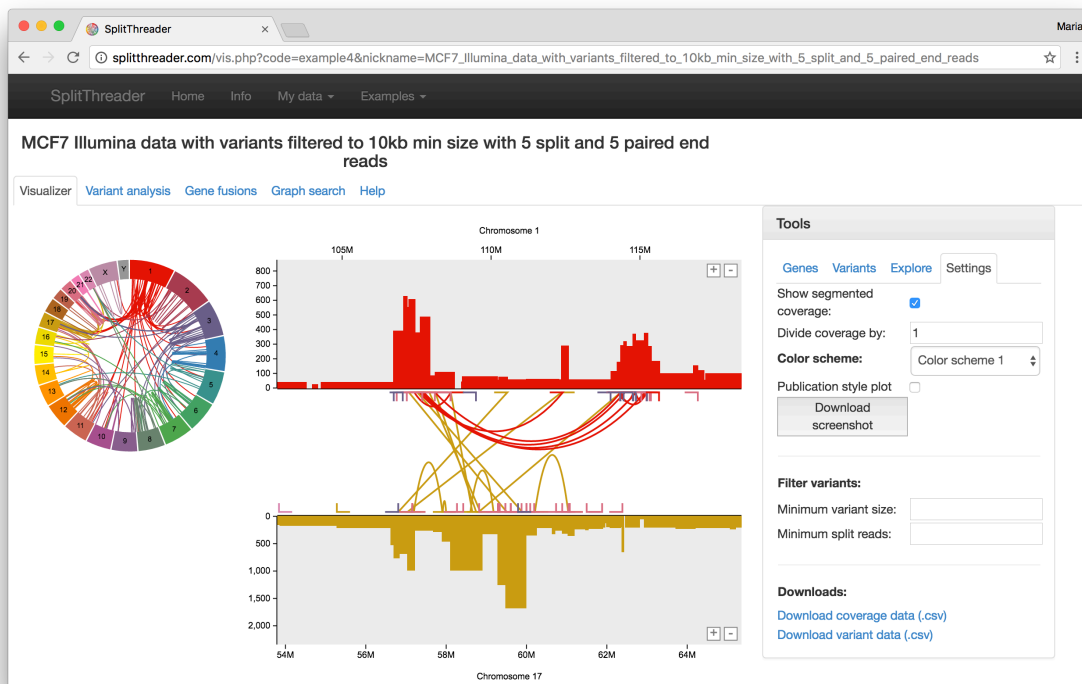 SplitThreader ×
Maria
splitthreader.com/vis.php?code=example4&nickname=MCF7_Illumina_data_with_variants_filtered_to_10kb_min_size_with_5_split_and_5_paired_end_reads
SplitThreader Home Info My data Examples
MCF7 Illumina data with variants filtered to 10kb min size with 5 split and 5 paired end
reads
Visualizer Variant analysis Gene fusions Graph search Help
1
2
3
4
5
6
7
8
9
10
11
12
13
14
15
16
17
18
19
20
21
22
X
Y
Chromosome 1
105M 110M 115M
+ -
800
700
600
500
400
300
200
100
0
0
500
1,000
1,500
2,000
+ -
54M 56M 58M 60M 62M 64M
Chromosome 17
Tools
Genes Variants Explore Settings
Show segmented
coverage:
Divide coverage by: 1
Color scheme: Color scheme 1
Publication style plot
Download
screenshot
Filter variants:
Minimum variant size:
Minimum split reads:
Downloads:
Download coverage data (.csv)
Download variant data (.csv)